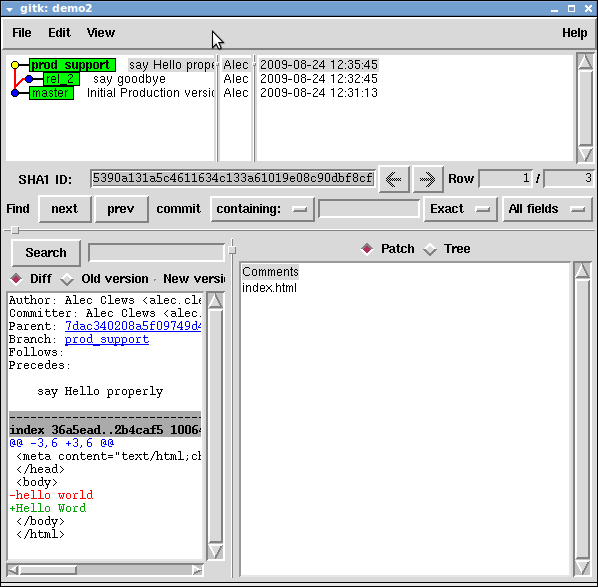 gitk: demo2
File Edit View Help
prod_support say Hello prope Alec 2009-08-24 12:35:45
rel_2 say goodbye Alec 2009-08-24 12:32:45
master Initial Production versio Alec 2009-08-24 12:31:13
SHA1 ID: 5390a131a5c4611634c133a61019e08c90dbf8cf Row 1 / 3
Find next prev commit containing: Exact All fields
Search
Patch Tree
Diff Old version New versio
Comments
index.html
Author: Alec Clews <alec.cle
Committer: Alec Clews <alec.
Parent: 7dac340208a5f09749d4
Branch: prod_support
Follows:
Precedes:
say Hello properly
index 36a5ead..2b4caf5 10064
@@ -3,6 +3,6 @@
<meta content="text/html;ch
</head>
<body>
-hello world
+Hello Word
</body>
</html>